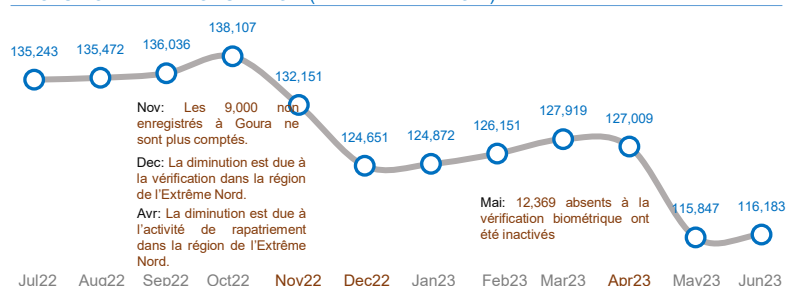 138,107
135,243
135,472
136,036
132,151
124,651
124,872
126,151
127,919
127,009
115,847
116,183
Nov: Les 9,000 non
enregistrés à Goura ne
sont plus comptés.
Dec: La diminution est due à
la vérification dans la région
de l'Extrême Nord.
Avr: La diminution est due à
l'activité de rapatriement
dans la région de l'Extrême
Nord.
Mai: 12,369 absents à la
vérification biométrique ont
été inactivés
Jul22 Aug22 Sep22 Oct22 Nov22 Dec22 Jan23 Feb23 Mar23 Apr23 May23 Jun23